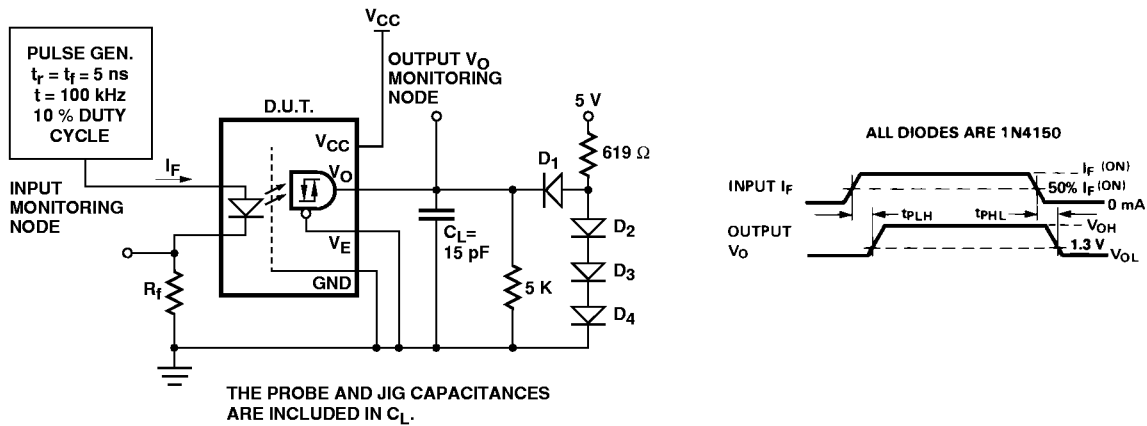 PULSE GEN.
tr = tf = 5 ns
t = 100 kHz
10 % DUTY
CYCLE
VCC
OUTPUT VO
MONITORING
NODE
D.U.T.
VCC
VO
VE
GND
IF
INPUT
MONITORING
NODE
Rf
CL=
15 pF
5 K
D1
5 V
619 Ω
D2
D3
D4
THE PROBE AND JIG CAPACITANCES
ARE INCLUDED IN CL.
ALL DIODES ARE 1N4150
INPUT IF
IF (ON)
50% IF(ON)
0 mA
tPLH
tPHL
OUTPUT
VO
VOH
1.3 V
VOL